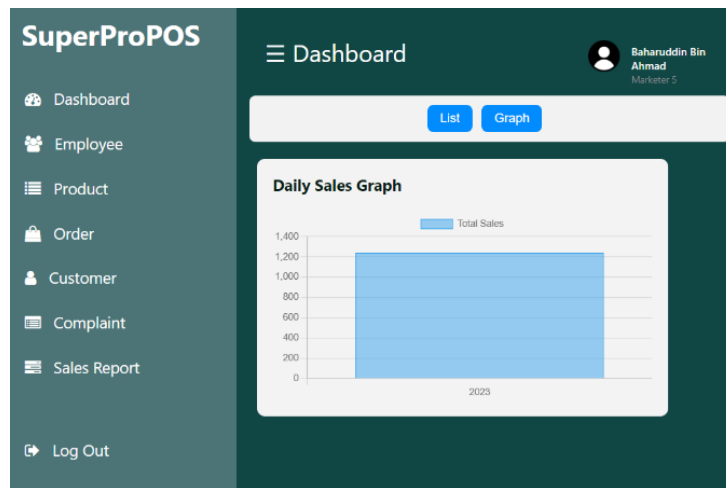 SuperProPOS
Dashboard
Employee
Product
Order
Customer
Complaint
Sales Report
Log Out
☰ Dashboard
Baharuddin Bin
Ahmad
Marketer S
List Graph
Daily Sales Graph
Total Sales
1,400
1,200
1,000
800
600
400
200
0
2023